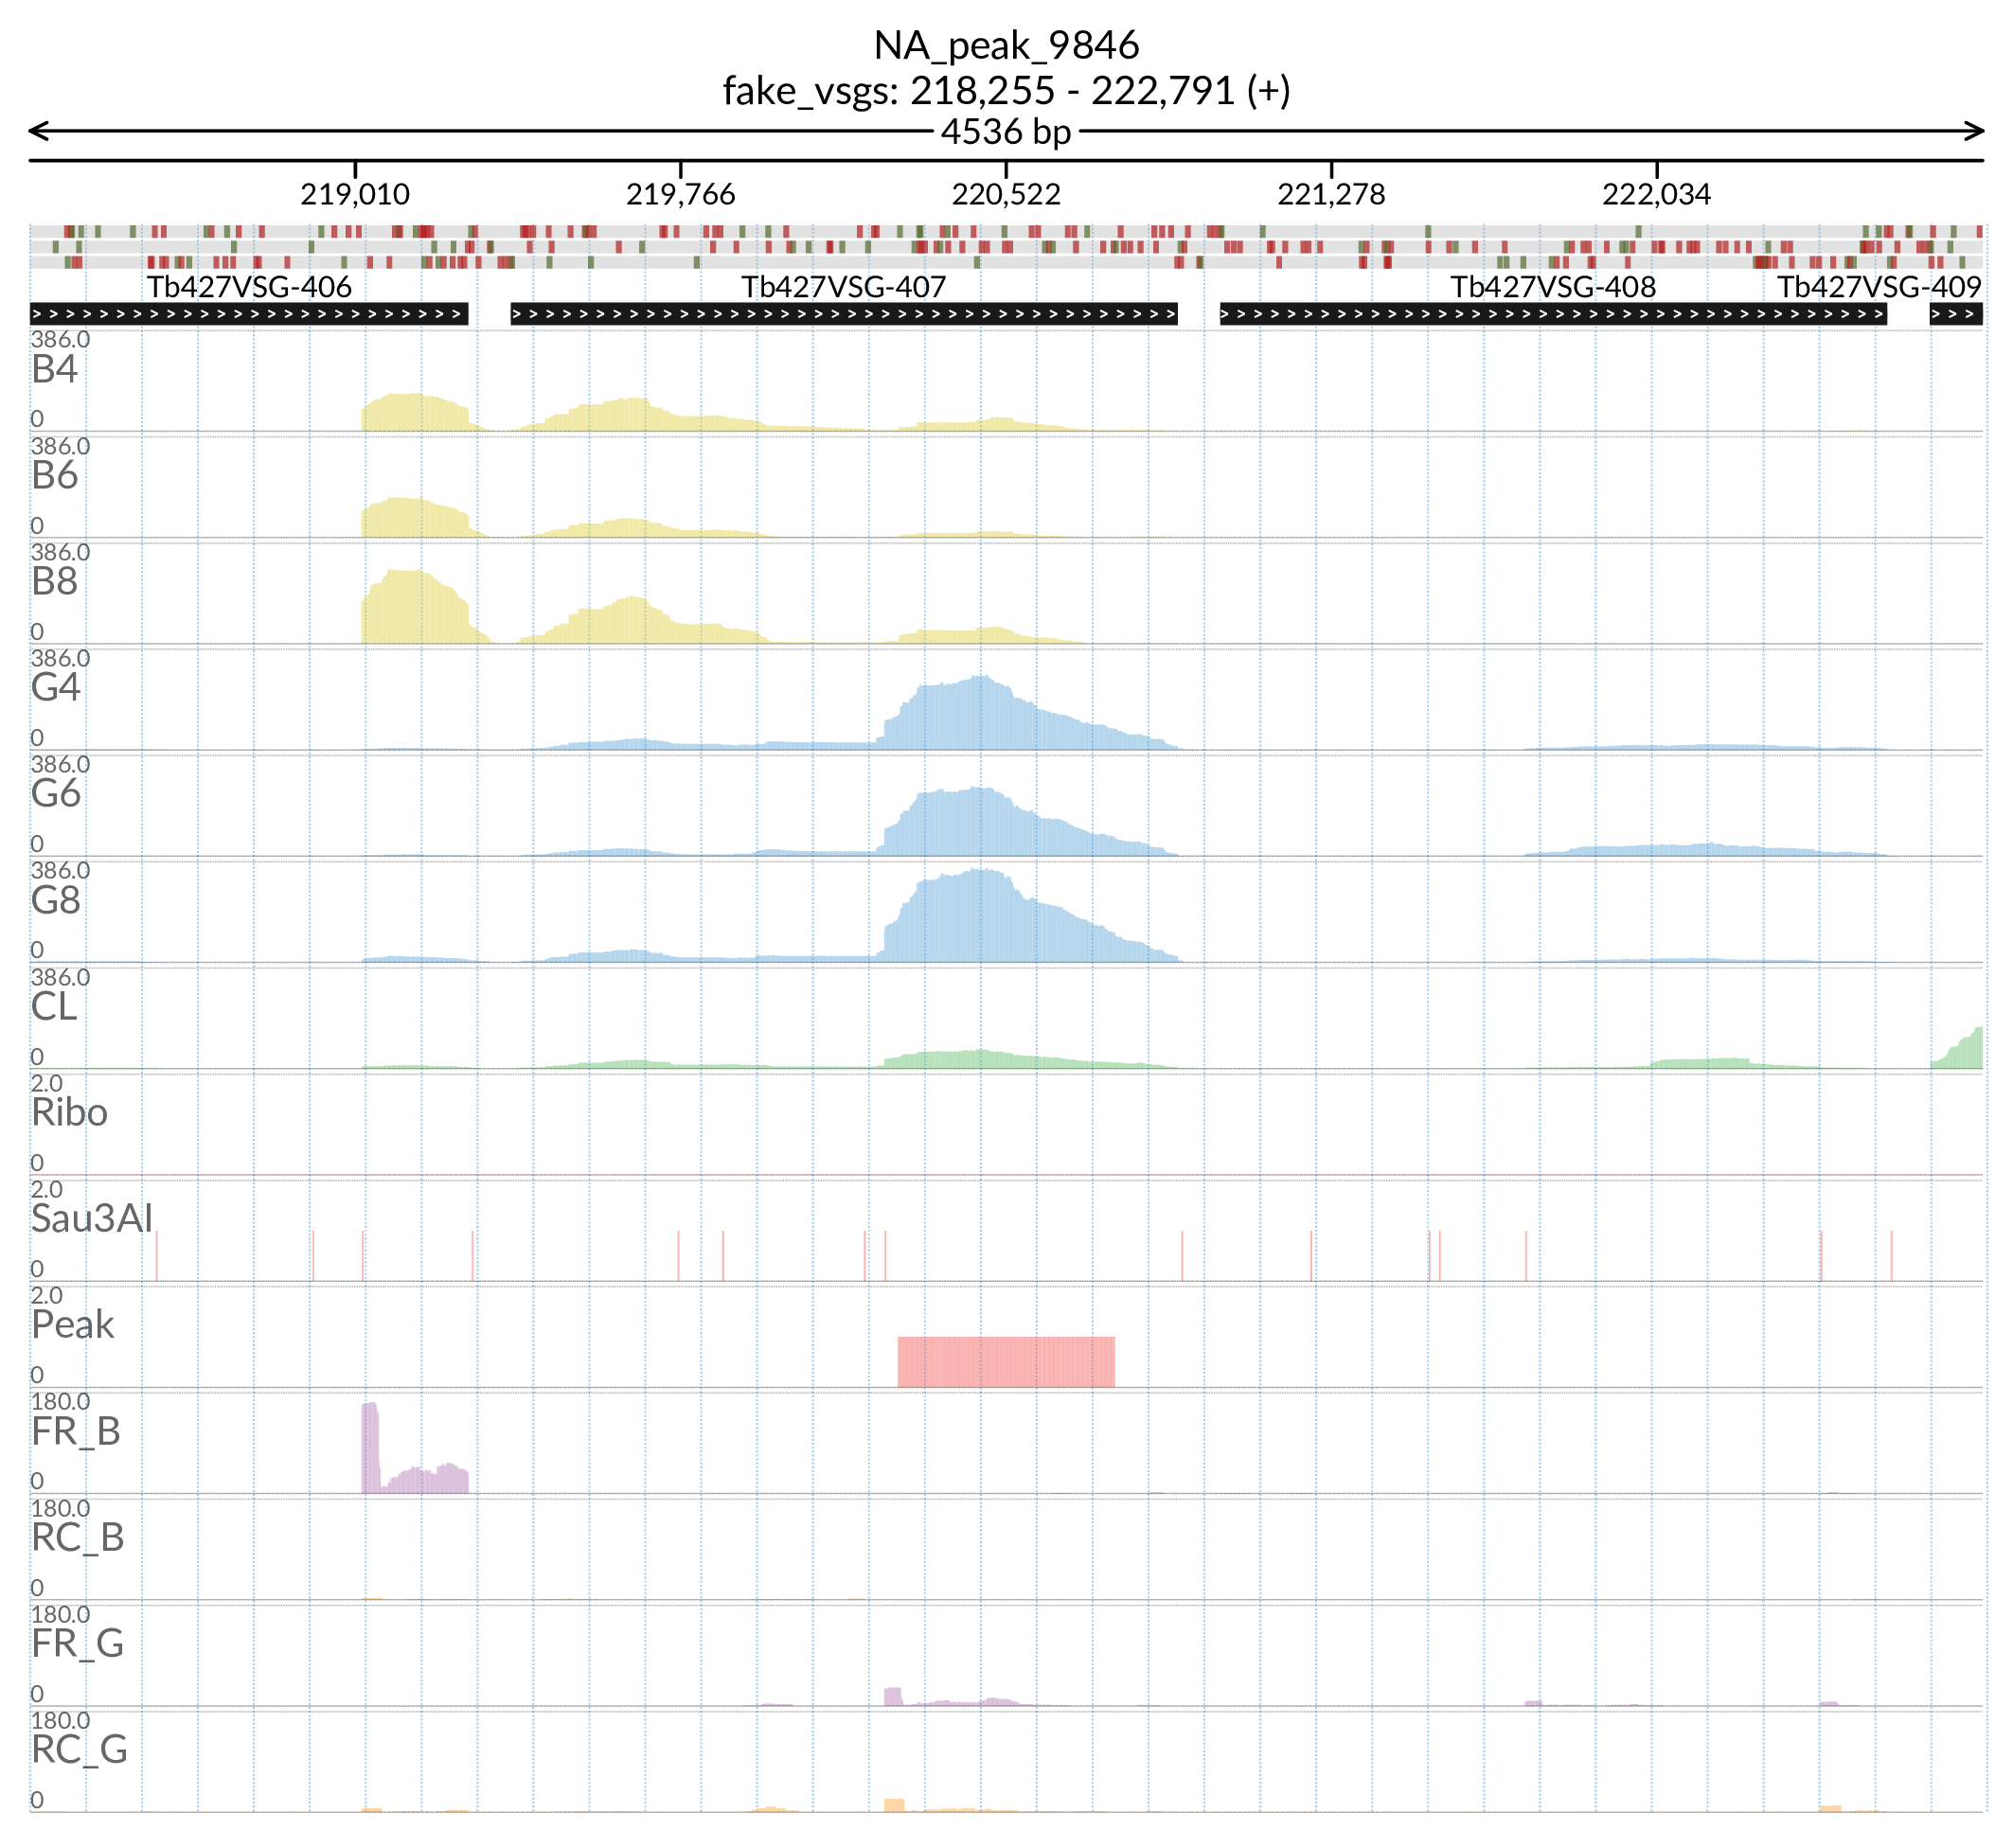 NA_peak_9846
fake_vsgs: 218,255 - 222,791 (+)
4536 bp
219,010 219,766 220,522 221,278 222,034
Tb427VSG-406 Tb427VSG-407 Tb427VSG-408 Tb427VSG-409
386.0
B4
0
386.0
B6
0
386.0
B8
0
386.0
G4
0
386.0
G6
0
386.0
G8
0
386.0
CL
0
2.0
Ribo
0
2.0
Sau3AI
0
2.0
Peak
0
180.0
FR_B
0
180.0
RC_B
0
180.0
FR_G
0
180.0
RC_G
0